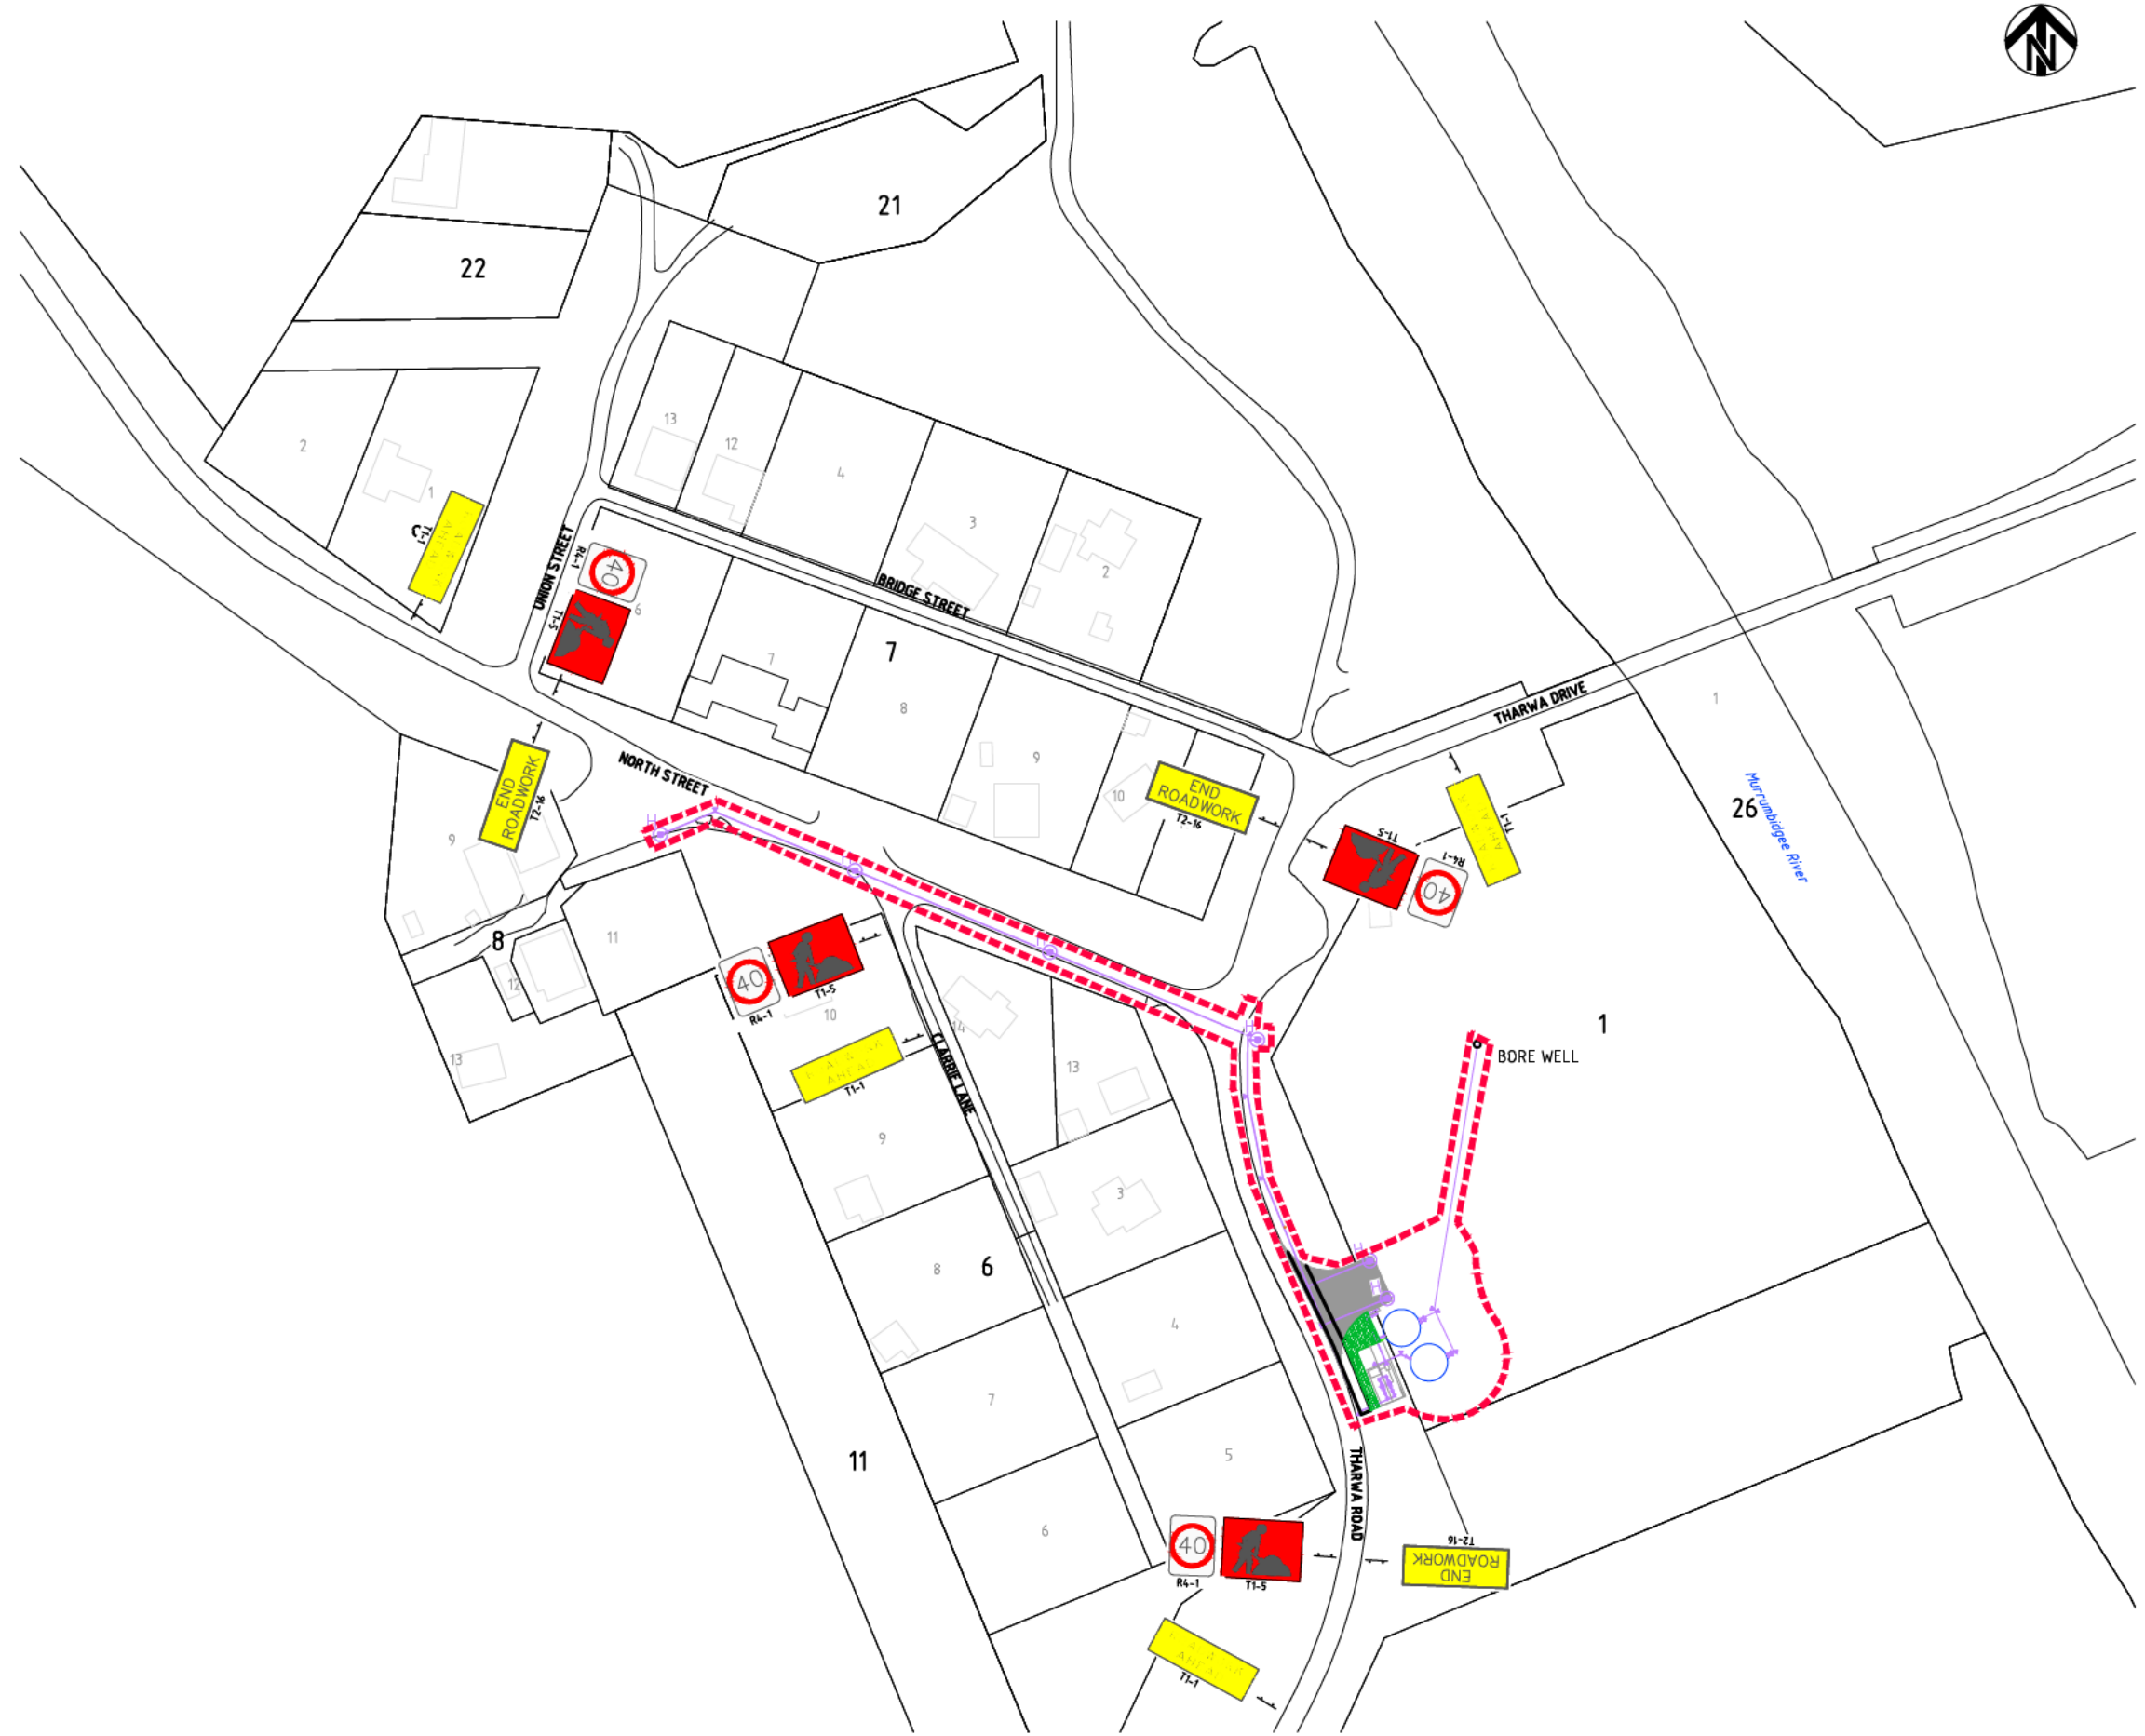 N
21
22
13
12
2
4
3
1
T1-1
UNION STREET
R4-1
40
T1-5
6
BRIDGE STREET
2
7
7
8
THARWA DRIVE
1
26
Murrumbidgee River
NORTH STREET
9
10
END
ROADWORK
T2-16
END
ROADWORK
T2-16
9
T1-5
R4-1
40
T1-1
H
H
8
11
12
13
40
R4-1
T1-5
10
T1-1
CLARRIE LANE
14
13
1
BORE WELL
9
3
H
H
8
6
4
7
11
5
THARWA ROAD
6
40
R4-1
T1-5
END
ROADWORK
T2-16
AHEAD
T1-1